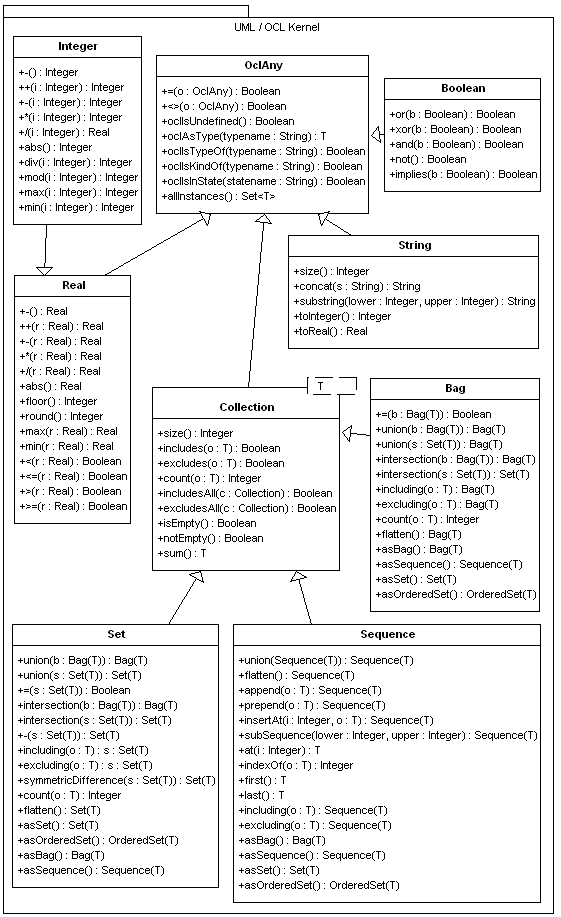 UML / OCL Kernel
Integer
+-() : Integer
++(i : Integer) : Integer
+-(i : Integer) : Integer
+*(i : Integer) : Integer
+/(i : Integer) : Real
+abs() : Integer
+div(i : Integer) : Integer
+mod(i : Integer) : Integer
+max(i : Integer) : Integer
+min(i : Integer) : Integer
OclAny
+=(o : OclAny) : Boolean
+<>(o : OclAny) : Boolean
+oclIsUndefined() : Boolean
+oclAsType(typename : String) : T
+oclIsTypeOf(typename : String) : Boolean
+oclIsKindOf(typename : String) : Boolean
+oclIsInState(statename : String) : Boolean
+allInstances() : Set<T>
Boolean
+or(b : Boolean) : Boolean
+xor(b : Boolean) : Boolean
+and(b : Boolean) : Boolean
+not() : Boolean
+implies(b : Boolean) : Boolean
String
+size() : Integer
+concat(s : String) : String
+substring(lower : Integer, upper : Integer) : String
+toInteger() : Integer
+toReal() : Real
Real
+-() : Real
++(r : Real) : Real
+-(r : Real) : Real
+*(r : Real) : Real
+/(r : Real) : Real
+abs() : Real
+floor() : Integer
+round() : Integer
+max(r : Real) : Real
+min(r : Real) : Real
+<(r : Real) : Boolean
+<=(r : Real) : Boolean
+>(r : Real) : Boolean
+>=(r : Real) : Boolean
T
Collection
+size() : Integer
+includes(o : T) : Boolean
+excludes(o : T) : Boolean
+count(o : T) : Integer
+includesAll(c : Collection) : Boolean
+excludesAll(c : Collection) : Boolean
+isEmpty() : Boolean
+notEmpty() : Boolean
+sum() : T
Bag
+=(b : Bag(T)) : Boolean
+union(b : Bag(T)) : Bag(T)
+union(s : Set(T)) : Bag(T)
+intersection(b : Bag(T)) : Bag(T)
+intersection(s : Set(T)) : Set(T)
+including(o : T) : Bag(T)
+excluding(o : T) : Bag(T)
+count(o : T) : Integer
+flatten() : Bag(T)
+asBag() : Bag(T)
+asSequence() : Sequence(T)
+asSet() : Set(T)
+asOrderedSet() : OrderedSet(T)
Set
+union(b : Bag(T)) : Bag(T)
+union(s : Set(T)) : Set(T)
+=(s : Set(T)) : Boolean
+intersection(b : Bag(T)) : Bag(T)
+intersection(s : Set(T)) : Set(T)
+-(s : Set(T)) : Set(T)
+including(o : T) : s : Set(T)
+excluding(o : T) : s : Set(T)
+symmetricDifference(s : Set(T)) : Set(T)
+count(o : T) : Integer
+flatten() : Set(T)
+asSet() : Set(T)
+asOrderedSet() : OrderedSet(T)
+asBag() : Bag(T)
+asSequence() : Sequence(T)
Sequence
+union(Sequence(T)) : Sequence(T)
+flatten() : Sequence(T)
+append(o : T) : Sequence(T)
+prepend(o : T) : Sequence(T)
+insertAt(i : Integer, o : T) : Sequence(T)
+subSequence(lower : Integer, upper : Integer) : Sequence(T)
+at(i : Integer) : T
+indexOf(o : T) : Integer
+first() : T
+last() : T
+including(o : T) : Sequence(T)
+excluding(o : T) : Sequence(T)
+asBag() : Bag(T)
+asSequence() : Sequence(T)
+asSet() : Set(T)
+asOrderedSet() : OrderedSet(T)